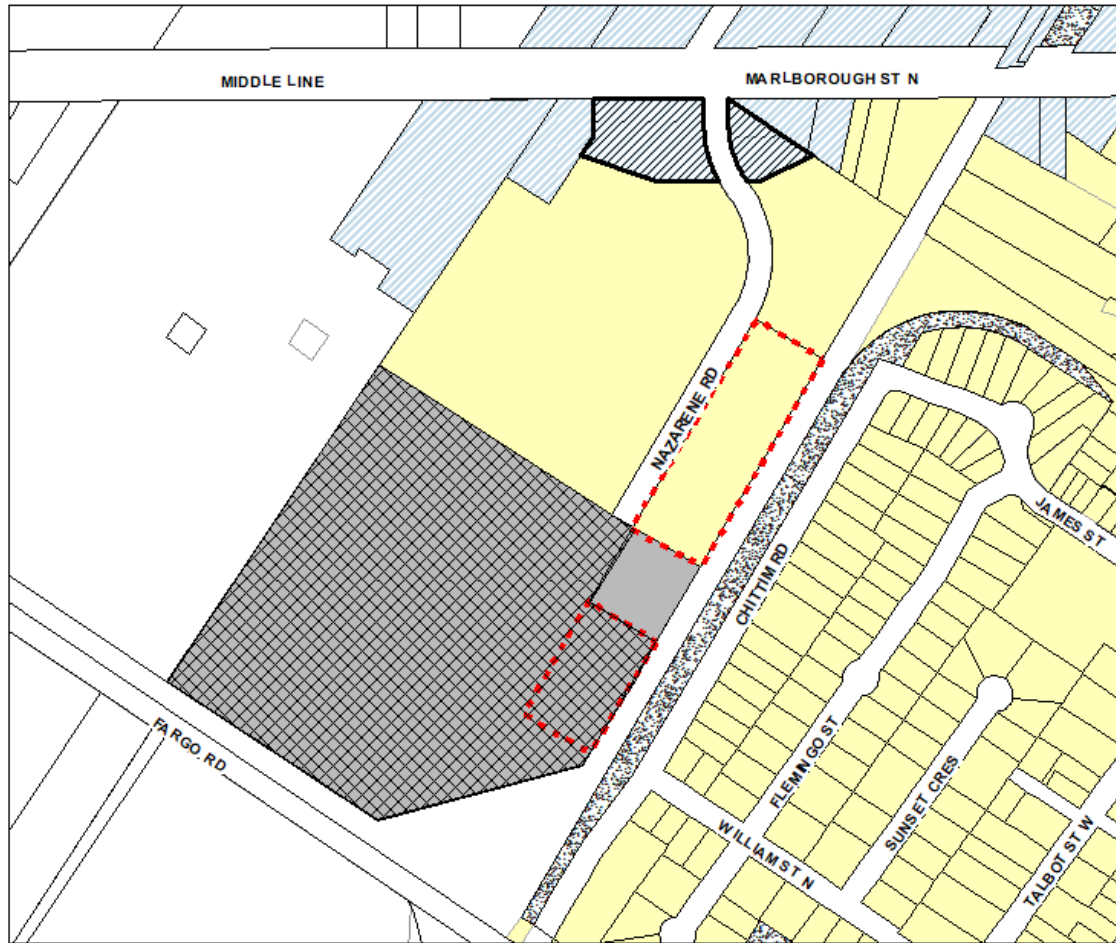 MIDDLE LINE
MARLBOROUGH ST N
NAZARENE RD
JAMES ST
CHITTIM RD
FARGO RD
FLEMINGO ST
SUNSET CRES
WILLIAM ST N
TALBOT ST W